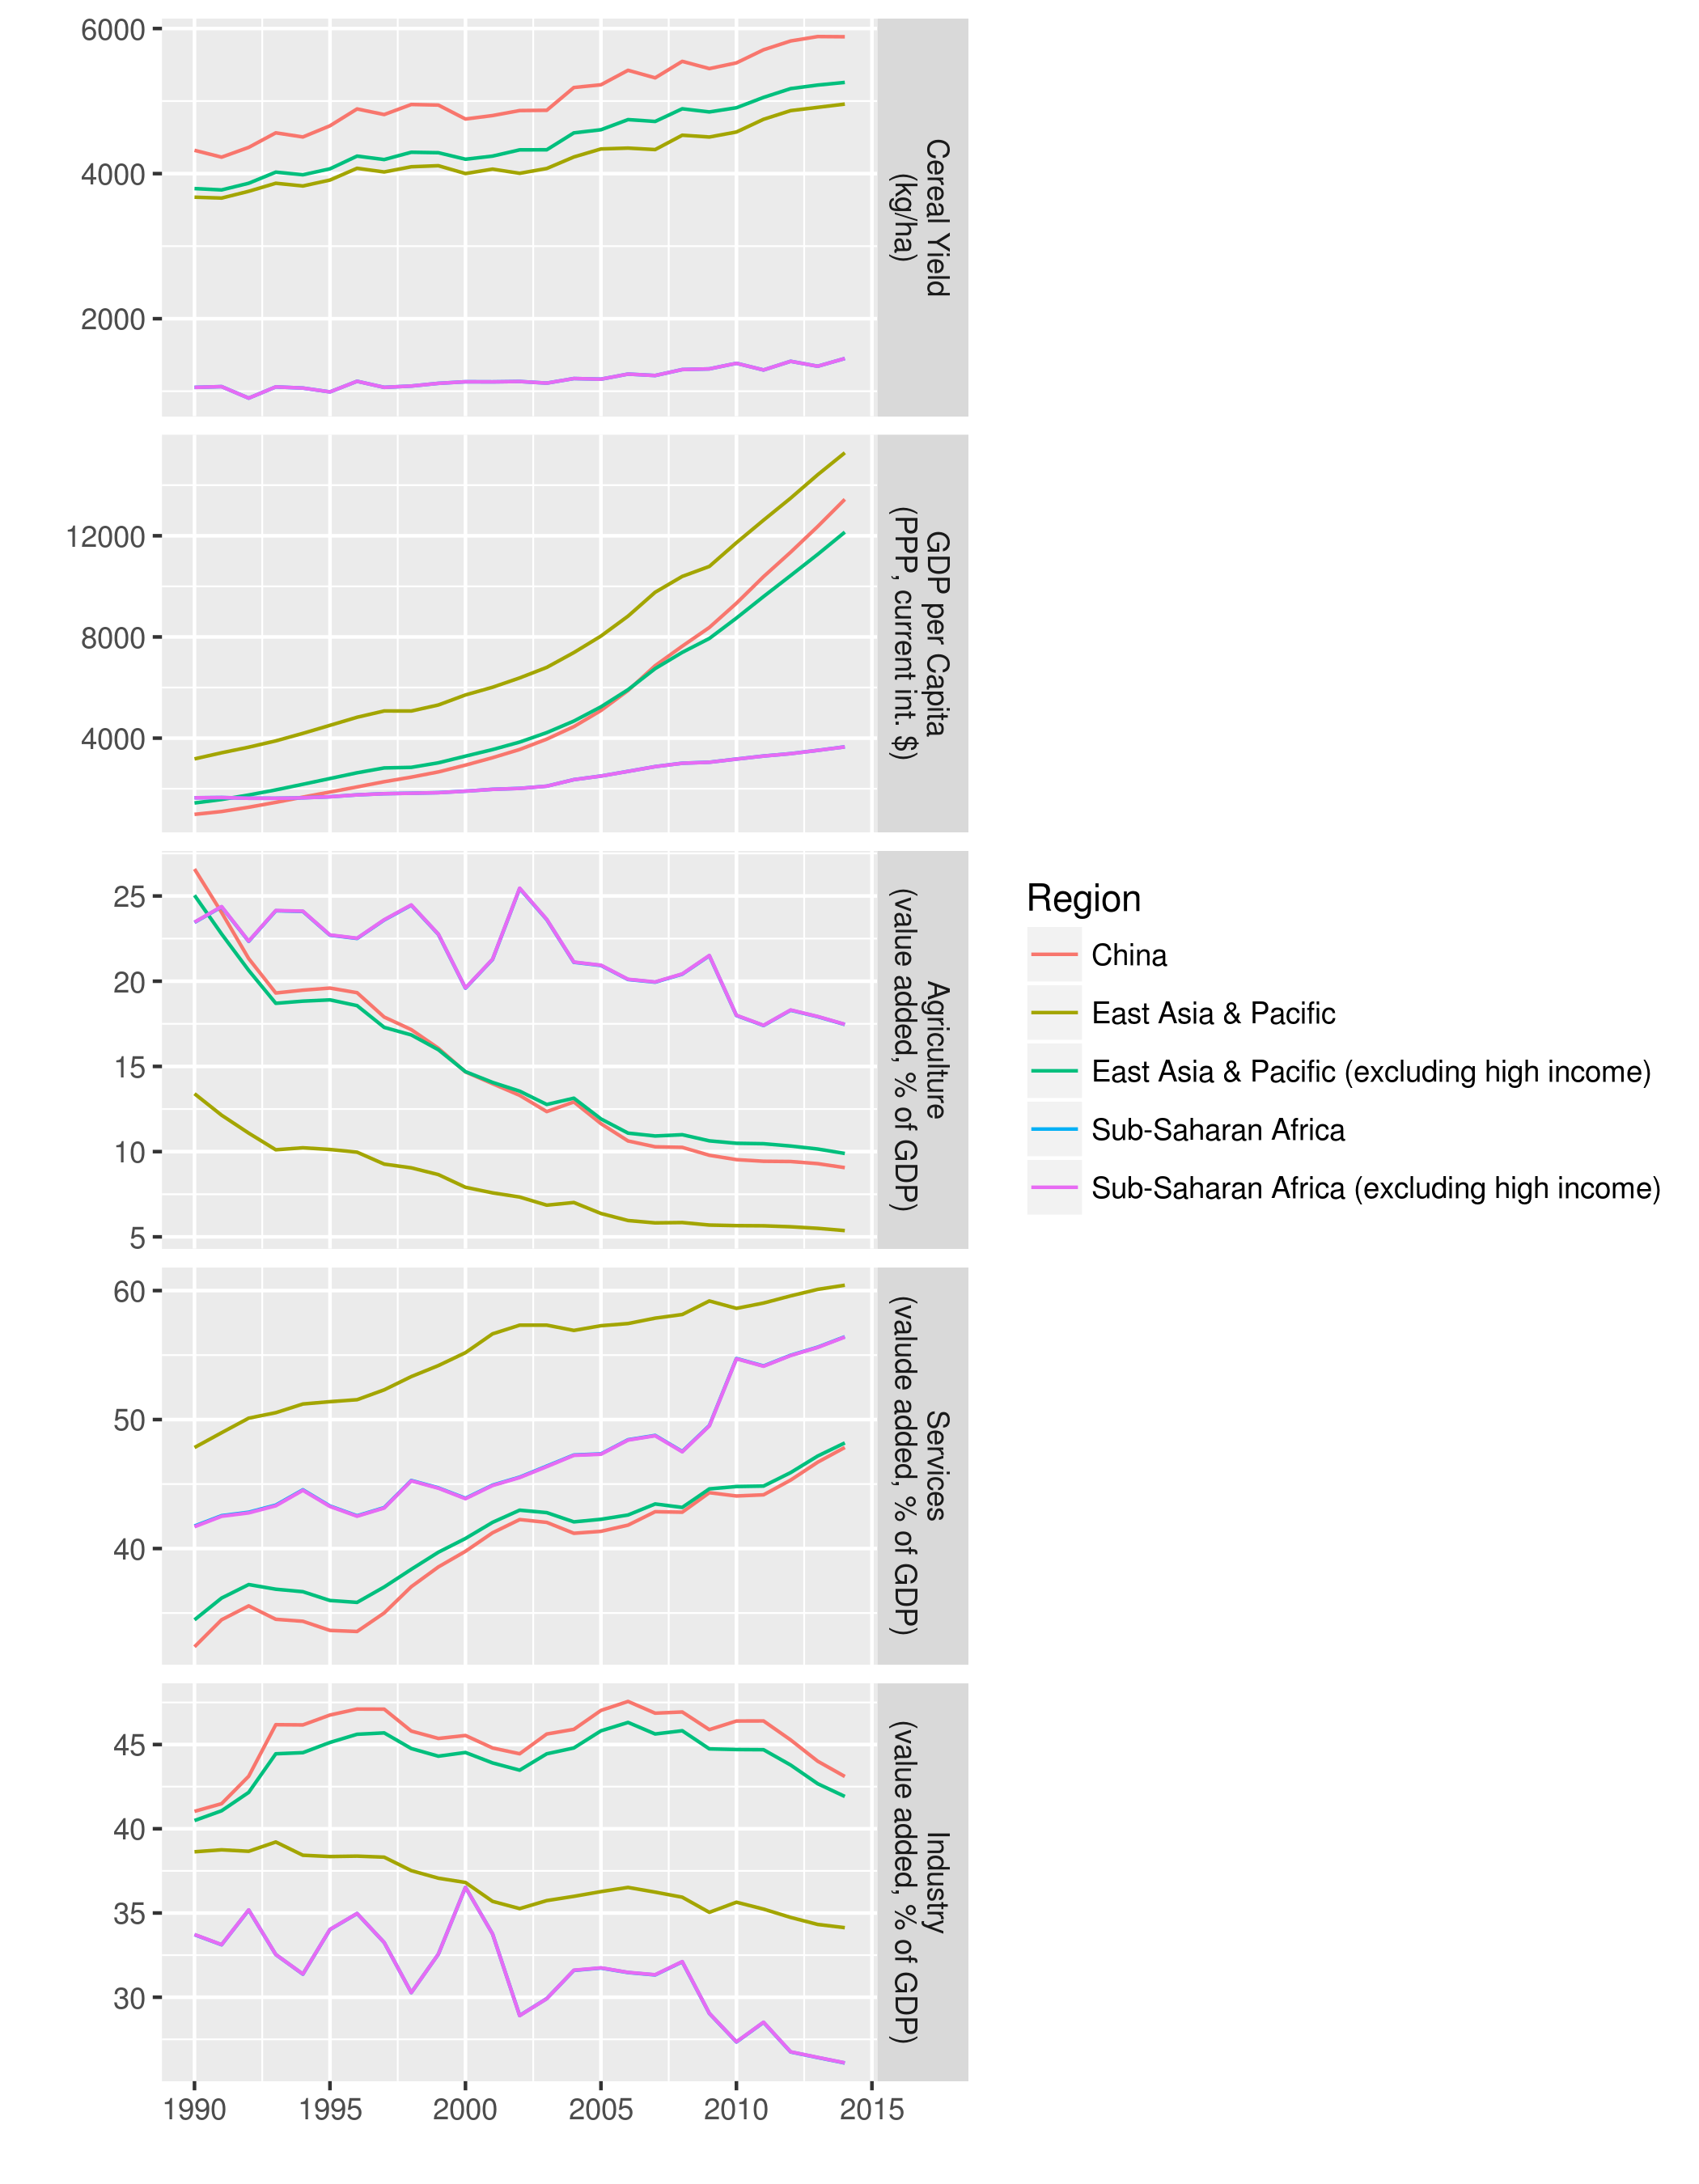 6000
4000
2000
Cereal Yield
(kg/ha)
12000
8000
4000
GDP per Capita
(PPP, current int. $)
25
20
15
10
5
Agriculture
(value added, % of GDP)
60
50
40
Services
(valude added, % of GDP)
45
40
35
30
Industry
(value added, % of GDP)
1990 1995 2000 2005 2010 2015
Region
China
East Asia & Pacific
East Asia & Pacific (excluding high income)
Sub-Saharan Africa
Sub-Saharan Africa (excluding high income)